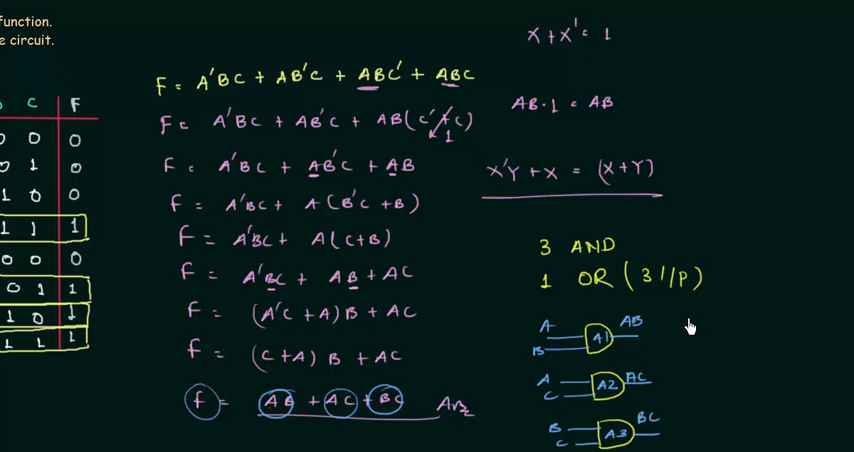 function.
e circuit.
C F
0 0 0
0 1 0
1 0 0
1 1 1
0 0 0
0 1 1
1 0 1
1 1 1
F = A'BC + AB'C + ABC' + ABC
F = A'BC + AB'C + AB(C'+C)
1
F = A'BC + AB'C + AB
F = A'BC + A(B'C + B)
F = A'BC + A(C+B)
F = A'BC + AB + AC
F = (A'C + A)B + AC
F = (C+A) B + AC
F = AB + AC + BC
X + X' = 1
AB·1 = AB
X'Y + X = (X+Y)
3 AND
1 OR (3 I/P)
A
B
A1
AB
A
C
A2
AC
B
C
A3
BC